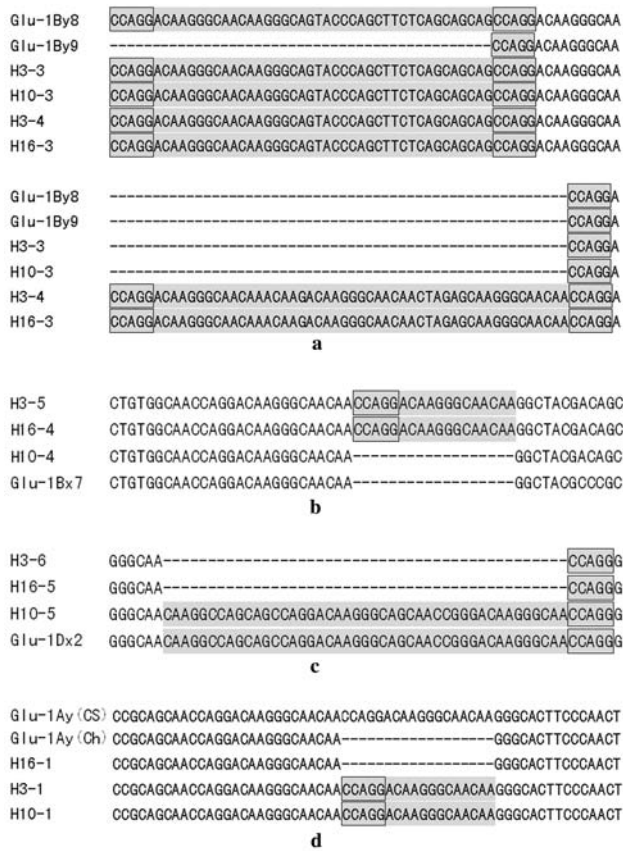 Glu-1By8 CCAGGACAAGGGCAACAAGGGCAGTACCCAGCTTCTCAGCAGCAGCCAGGACAAGGGCAA
Glu-1By9 ---------------------------------------------CCAGGACAAGGGCAA
H3-3 CCAGGACAAGGGCAACAAGGGCAGTACCCAGCTTCTCAGCAGCAGCCAGGACAAGGGCAA
H10-3 CCAGGACAAGGGCAACAAGGGCAGTACCCAGCTTCTCAGCAGCAGCCAGGACAAGGGCAA
H3-4 CCAGGACAAGGGCAACAAGGGCAGTACCCAGCTTCTCAGCAGCAGCCAGGACAAGGGCAA
H16-3 CCAGGACAAGGGCAACAAGGGCAGTACCCAGCTTCTCAGCAGCAGCCAGGACAAGGGCAA
Glu-1By8 ------------------------------------------------------CCAGGA
Glu-1By9 ------------------------------------------------------CCAGGA
H3-3 ------------------------------------------------------CCAGGA
H10-3 ------------------------------------------------------CCAGGA
H3-4 CCAGGACAAGGGCAACAAACAAGACAAGGGCAACAACTAGAGCAAGGGCAACAACCAGGA
H16-3 CCAGGACAAGGGCAACAAACAAGACAAGGGCAACAACTAGAGCAAGGGCAACAACCAGGA
a
H3-5 CTGTGGCAACCAGGACAAGGGCAACAACCAGGACAAGGGCAACAAGGCTACGACAGC
H16-4 CTGTGGCAACCAGGACAAGGGCAACAACCAGGACAAGGGCAACAAGGCTACGACAGC
H10-4 CTGTGGCAACCAGGACAAGGGCAACAA------------------GGCTACGACAGC
Glu-1Bx7 CTGTGGCAACCAGGACAAGGGCAACAA------------------GGCTACGCCCGC
b
H3-6 GGGCAA---------------------------------------------CCAGGG
H16-5 GGGCAA---------------------------------------------CCAGGG
H10-5 GGGCAACAAGGCCAGCAGCCAGGACAAGGGCAGCAACCGGGACAAGGGCAACCAGGG
Glu-1Dx2 GGGCAACAAGGCCAGCAGCCAGGACAAGGGCAGCAACCGGGACAAGGGCAACCAGGG
c
Glu-1Ay(CS) CCGCAGCAACCAGGACAAGGGCAACAACCAGGACAAGGGCAACAAGGGCACTTCCCAACT
Glu-1Ay(Ch) CCGCAGCAACCAGGACAAGGGCAACAA------------------GGGCACTTCCCAACT
H16-1 CCGCAGCAACCAGGACAAGGGCAACAA------------------GGGCACTTCCCAACT
H3-1 CCGCAGCAACCAGGACAAGGGCAACAACCAGGACAAGGGCAACAAGGGCACTTCCCAACT
H10-1 CCGCAGCAACCAGGACAAGGGCAACAACCAGGACAAGGGCAACAAGGGCACTTCCCAACT
d